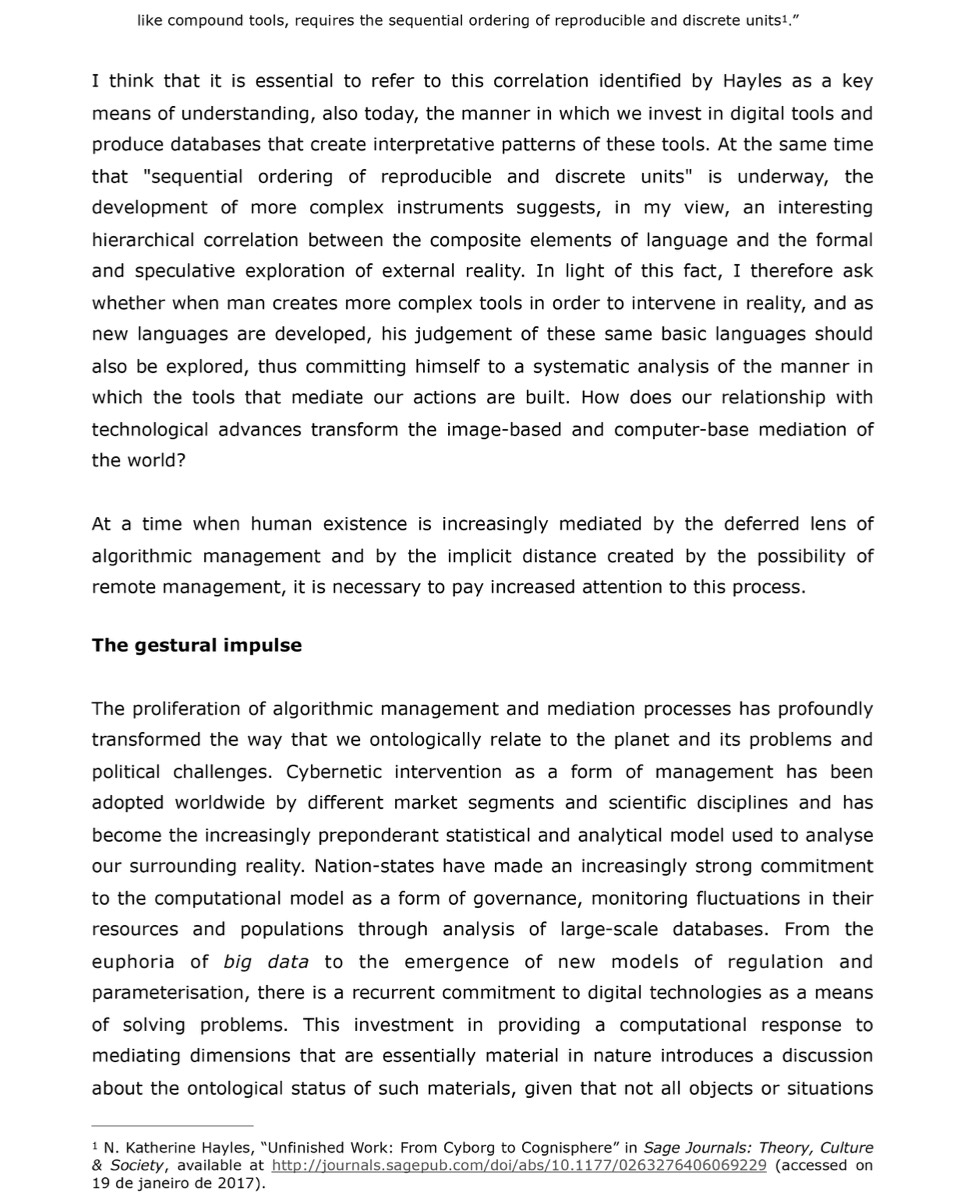 like compound tools, requires the sequential ordering of reproducible and discrete units1.”
I think that it is essential to refer to this correlation identified by Hayles as a key
means of understanding, also today, the manner in which we invest in digital tools and
produce databases that create interpretative patterns of these tools. At the same time
that "sequential ordering of reproducible and discrete units" is underway, the
development of more complex instruments suggests, in my view, an interesting
hierarchical correlation between the composite elements of language and the formal
and speculative exploration of external reality. In light of this fact, I therefore ask
whether when man creates more complex tools in order to intervene in reality, and as
new languages are developed, his judgement of these same basic languages should
also be explored, thus committing himself to a systematic analysis of the manner in
which the tools that mediate our actions are built. How does our relationship with
technological advances transform the image-based and computer-base mediation of
the world?
At a time when human existence is increasingly mediated by the deferred lens of
algorithmic management and by the implicit distance created by the possibility of
remote management, it is necessary to pay increased attention to this process.
The gestural impulse
The proliferation of algorithmic management and mediation processes has profoundly
transformed the way that we ontologically relate to the planet and its problems and
political challenges. Cybernetic intervention as a form of management has been
adopted worldwide by different market segments and scientific disciplines and has
become the increasingly preponderant statistical and analytical model used to analyse
our surrounding reality. Nation-states have made an increasingly strong commitment
to the computational model as a form of governance, monitoring fluctuations in their
resources and populations through analysis of large-scale databases. From the
euphoria of big data to the emergence of new models of regulation and
parameterisation, there is a recurrent commitment to digital technologies as a means
of solving problems. This investment in providing a computational response to
mediating dimensions that are essentially material in nature introduces a discussion
about the ontological status of such materials, given that not all objects or situations
1 N. Katherine Hayles, “Unfinished Work: From Cyborg to Cognisphere” in Sage Journals: Theory, Culture
& Society, available at http://journals.sagepub.com/doi/abs/10.1177/0263276406069229 (accessed on
19 de janeiro de 2017).